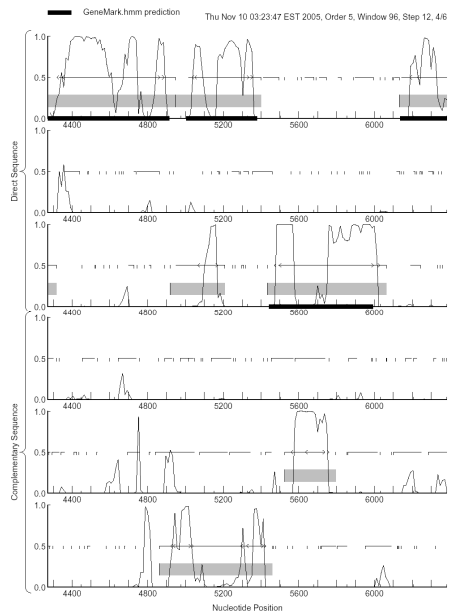 GeneMark.hmm prediction
Thu Nov 10 03:23:47 EST 2005, Order 5, Window 96, Step 12, 4/6
Direct Sequence
1.0
0.5
0.0
4400 4800 5200 5600 6000
1.0
0.5
0.0
4400 4800 5200 5600 6000
1.0
0.5
0.0
4400 4800 5200 5600 6000
Complementary Sequence
1.0
0.5
0.0
4400 4800 5200 5600 6000
1.0
0.5
0.0
4400 4800 5200 5600 6000
1.0
0.5
0.0
4400 4800 5200 5600 6000
Nucleotide Position